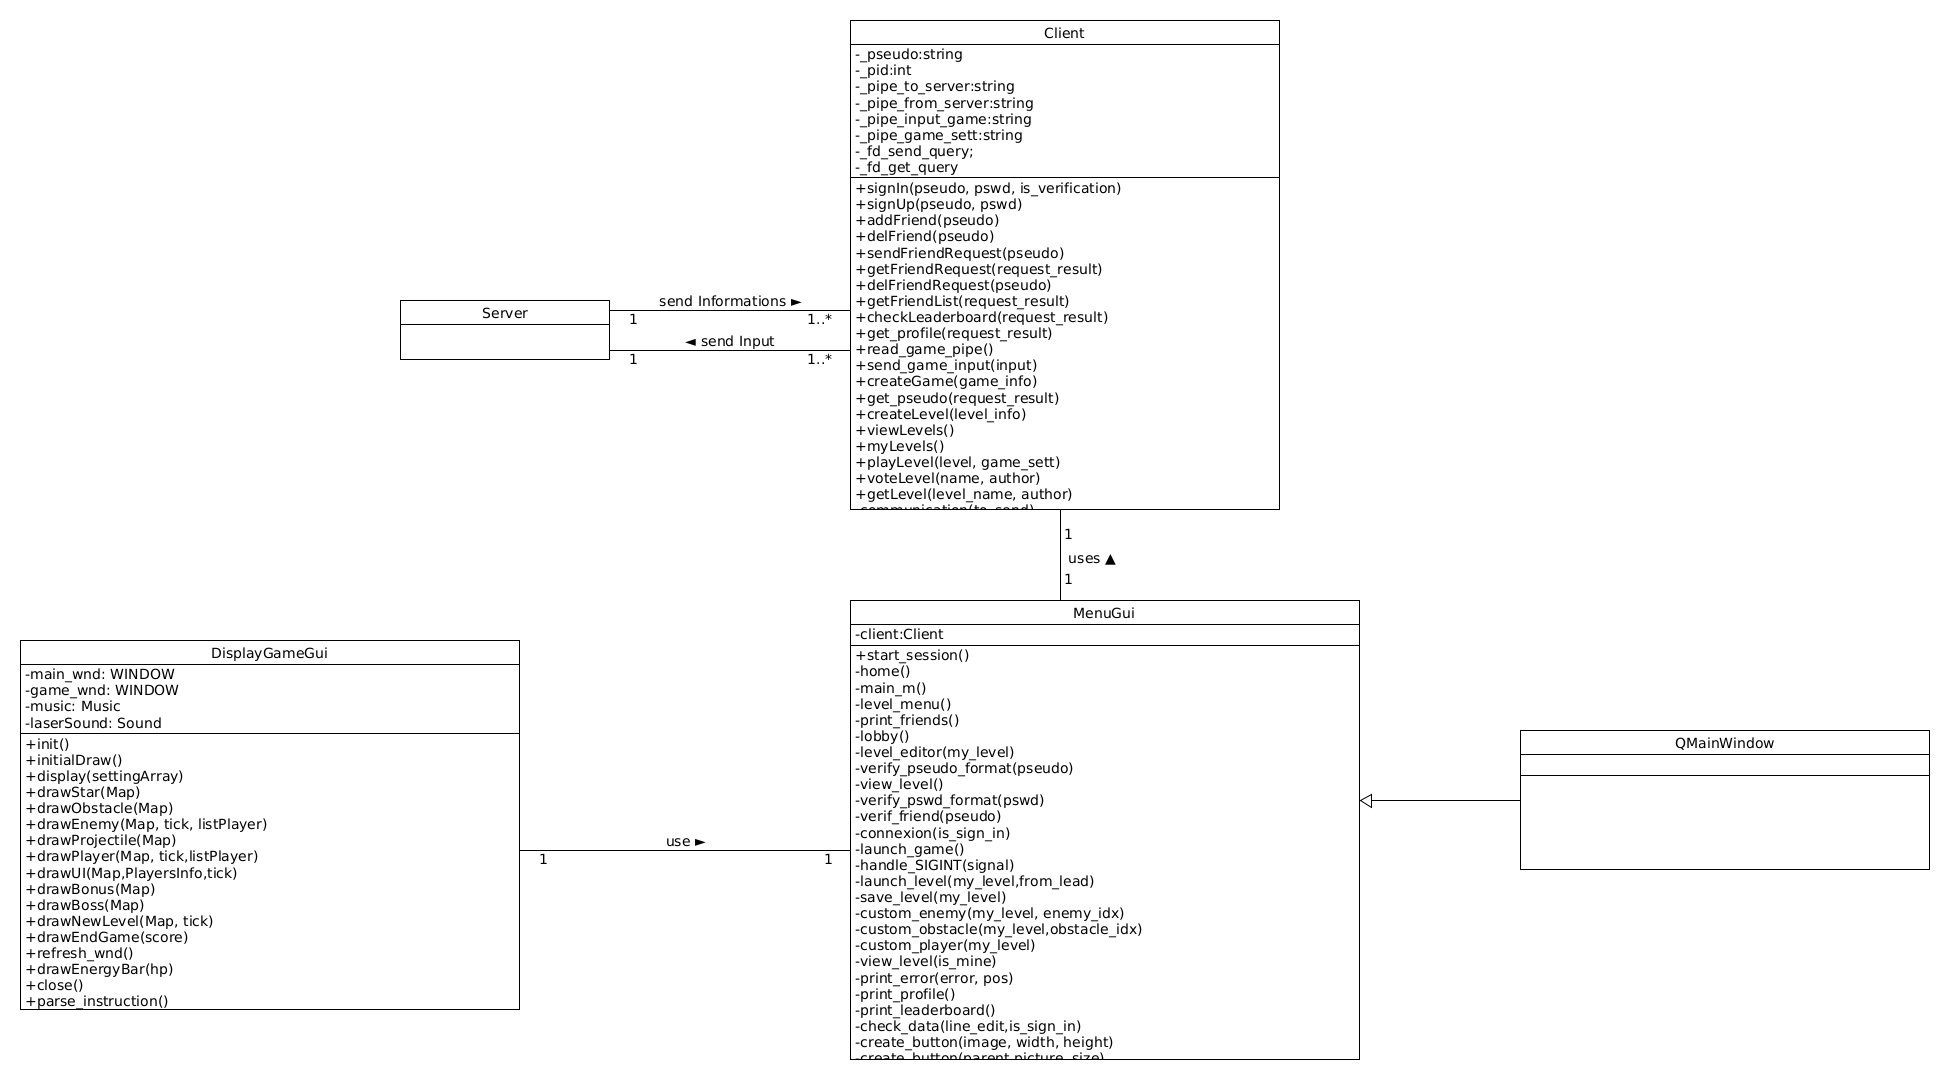 Client
-_pseudo:string
-_pid:int
-_pipe_to_server:string
-_pipe_from_server:string
-_pipe_input_game:string
-_pipe_game_sett:string
-_fd_send_query;
-_fd_get_query
+signIn(pseudo, pswd, is_verification)
+signUp(pseudo, pswd)
+addFriend(pseudo)
+delFriend(pseudo)
+sendFriendRequest(pseudo)
+getFriendRequest(request_result)
+delFriendRequest(pseudo)
+getFriendList(request_result)
+checkLeaderboard(request_result)
+get_profile(request_result)
+read_game_pipe()
+send_game_input(input)
+createGame(game_info)
+get_pseudo(request_result)
+createLevel(level_info)
+viewLevels()
+myLevels()
+playLevel(level, game_sett)
+voteLevel(name, author)
+getLevel(level_name, author)
-communication(to_send)
Server
send Informations ►
1 1..*
◄ send Input
1 1..*
1
uses ▲
1
MenuGui
-client:Client
+start_session()
-home()
-main_m()
-level_menu()
-print_friends()
-lobby()
-level_editor(my_level)
-verify_pseudo_format(pseudo)
-view_level()
-verify_pswd_format(pswd)
-verif_friend(pseudo)
-connexion(is_sign_in)
-launch_game()
-handle_SIGINT(signal)
-launch_level(my_level,from_lead)
-save_level(my_level)
-custom_enemy(my_level, enemy_idx)
-custom_obstacle(my_level,obstacle_idx)
-custom_player(my_level)
-view_level(is_mine)
-print_error(error, pos)
-print_profile()
-print_leaderboard()
-check_data(line_edit,is_sign_in)
-create_button(image, width, height)
-create_button(parent,picture, size)
DisplayGameGui
-main_wnd: WINDOW
-game_wnd: WINDOW
-music: Music
-laserSound: Sound
+init()
+initialDraw()
+display(settingArray)
+drawStar(Map)
+drawObstacle(Map)
+drawEnemy(Map, tick, listPlayer)
+drawProjectile(Map)
+drawPlayer(Map, tick,listPlayer)
+drawUI(Map,PlayersInfo,tick)
+drawBonus(Map)
+drawBoss(Map)
+drawNewLevel(Map, tick)
+drawEndGame(score)
+refresh_wnd()
+drawEnergyBar(hp)
+close()
+parse_instruction()
use ►
1 1
QMainWindow